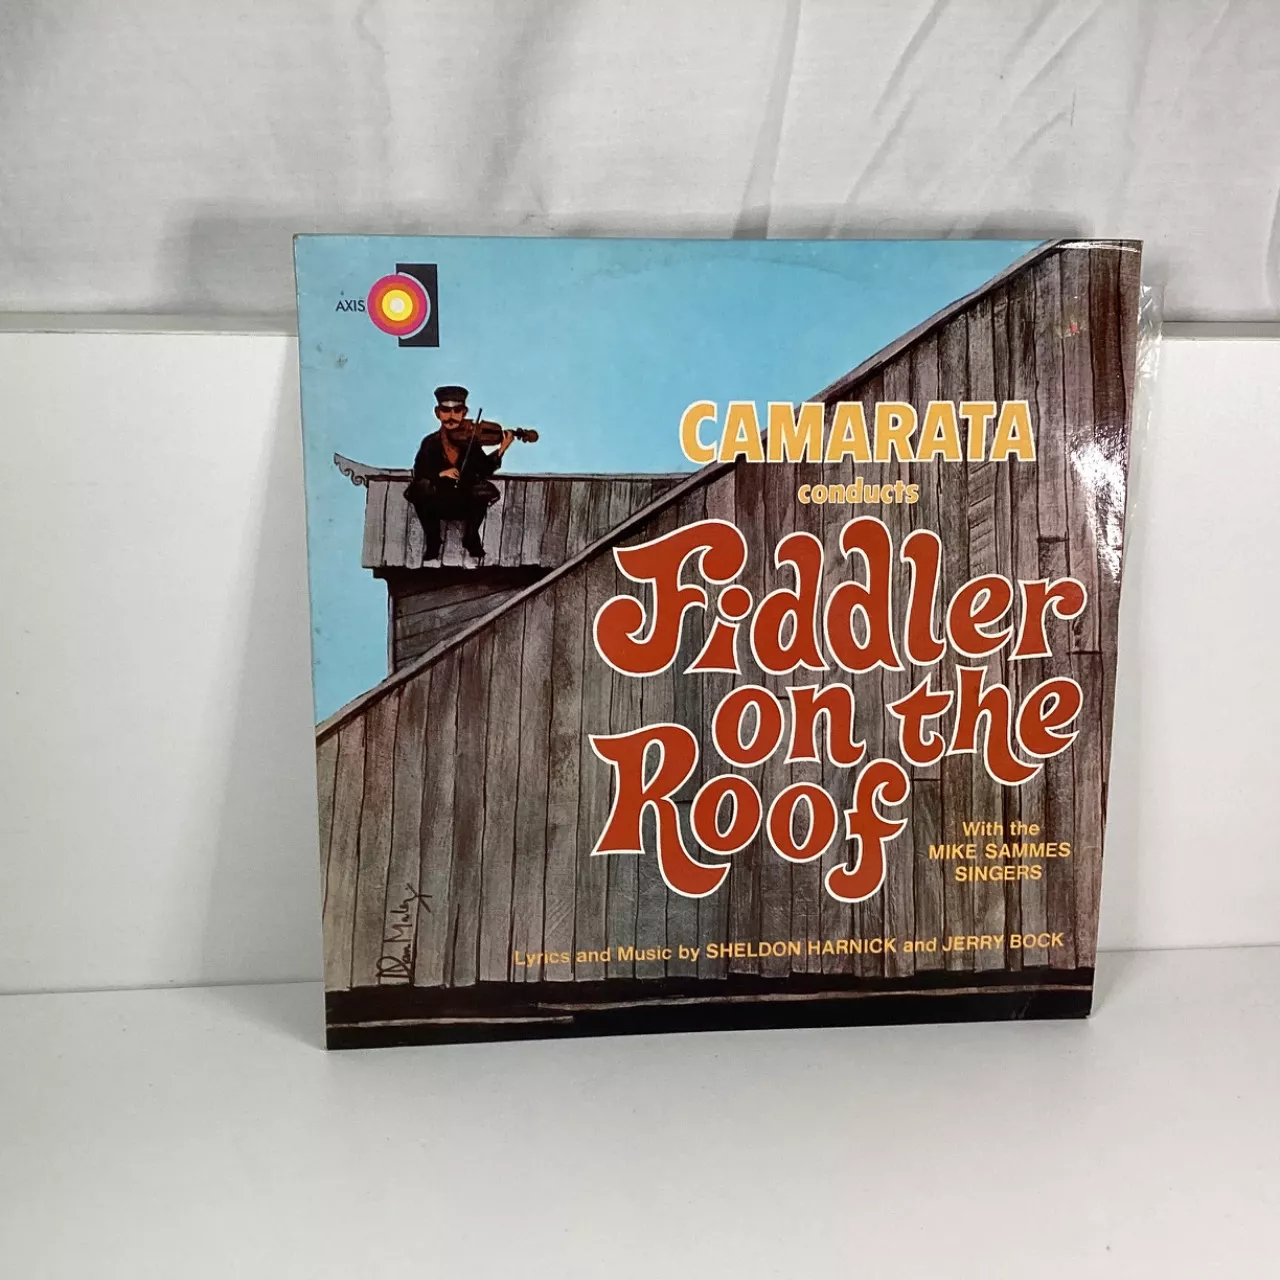 AXIS
CAMARATA
conducts
Fiddler
on the
Roof
With the
MIKE SAMMES
SINGERS
Lyrics and Music by SHELDON HARNICK and JERRY BOCK